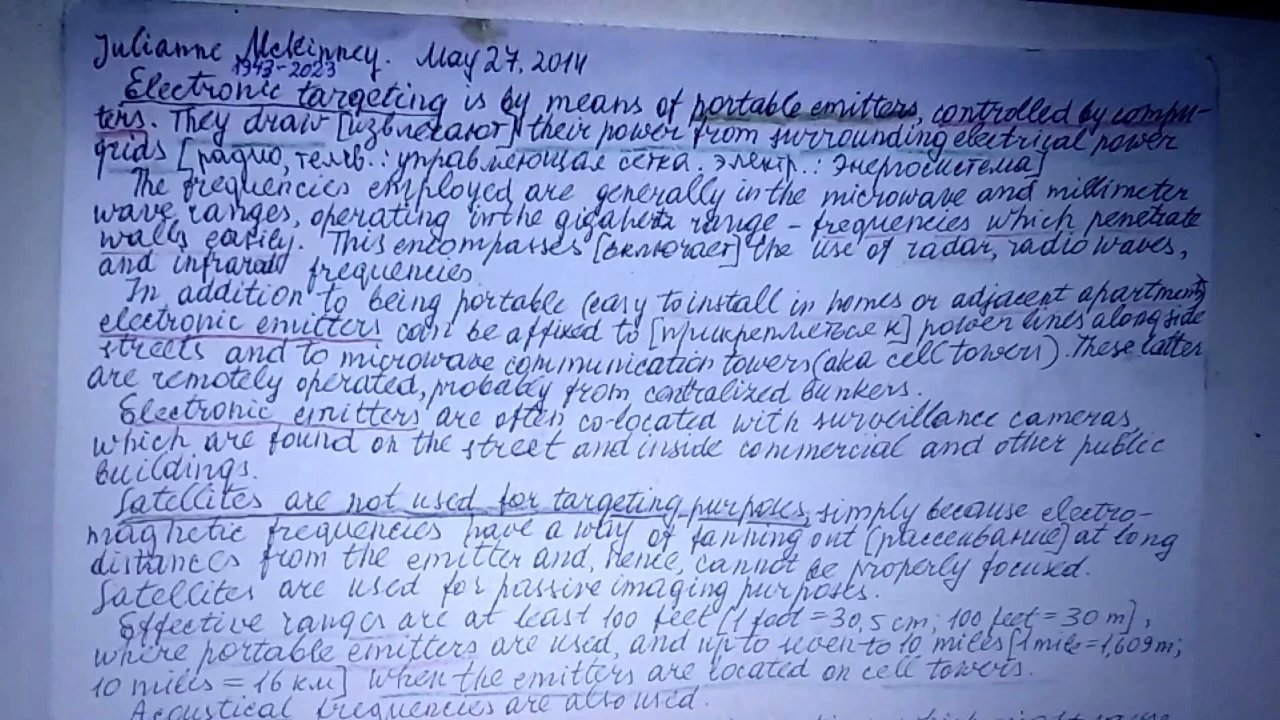 Julianne McKinney. May 27, 2014
1943-2023
Electronic targeting is by means of portable emitters, controlled by compu-
ters. They draw [извлекают] their power from surrounding electrical power
grids [радио, телев.: управляющая сетка. электр.: Энергосистема]
The frequencies employed are generally in the microwave and millimeter
wave ranges, operating in the gigahertz range – frequencies which penetrate
walls easily. This encompasses [включает] the use of radar, radio waves,
and infrared frequencies
In addition to being portable (easy to install in homes or adjacent apartments)
electronic emitters can be affixed to [прикрепляться к] power lines alongside
streets and to microwave communication towers (aka cell towers). These latter
are remotely operated, probably from centralized bunkers.
Electronic emitters are often co-located with surveillance cameras,
which are found on the street and inside commercial and other public
buildings.
Satellites are not used for targeting purposes, simply because electro-
magnetic frequencies have a way of fanning out [рассеивание] at long
distances from the emitter and, hence, cannot be properly focused.
Satellites are used for passive imaging purposes.
Effective ranges are at least 100 feet [1 foot = 30,5 cm; 100 feet = 30 m],
where portable emitters are used, and up to seven to 10 miles [1 mile = 1,609 m;
10 miles = 16 км] when the emitters are located on cell towers.
Acoustical frequencies are also used.